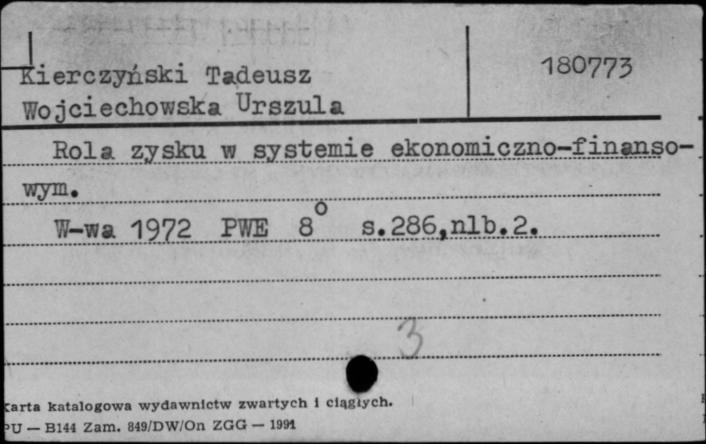 Kierczyński Tadeusz
180773
Wojciechowska Urszula
Rola zysku w systemie ekonomiczno-finanso-
wym.
W-wa 1972 PWE 8° s.286,nlb.2.
3
Karta katalogowa wydawnictw zwartych i ciągłych.
PU — B144 Zam. 849/DW/On ZGG — 1991